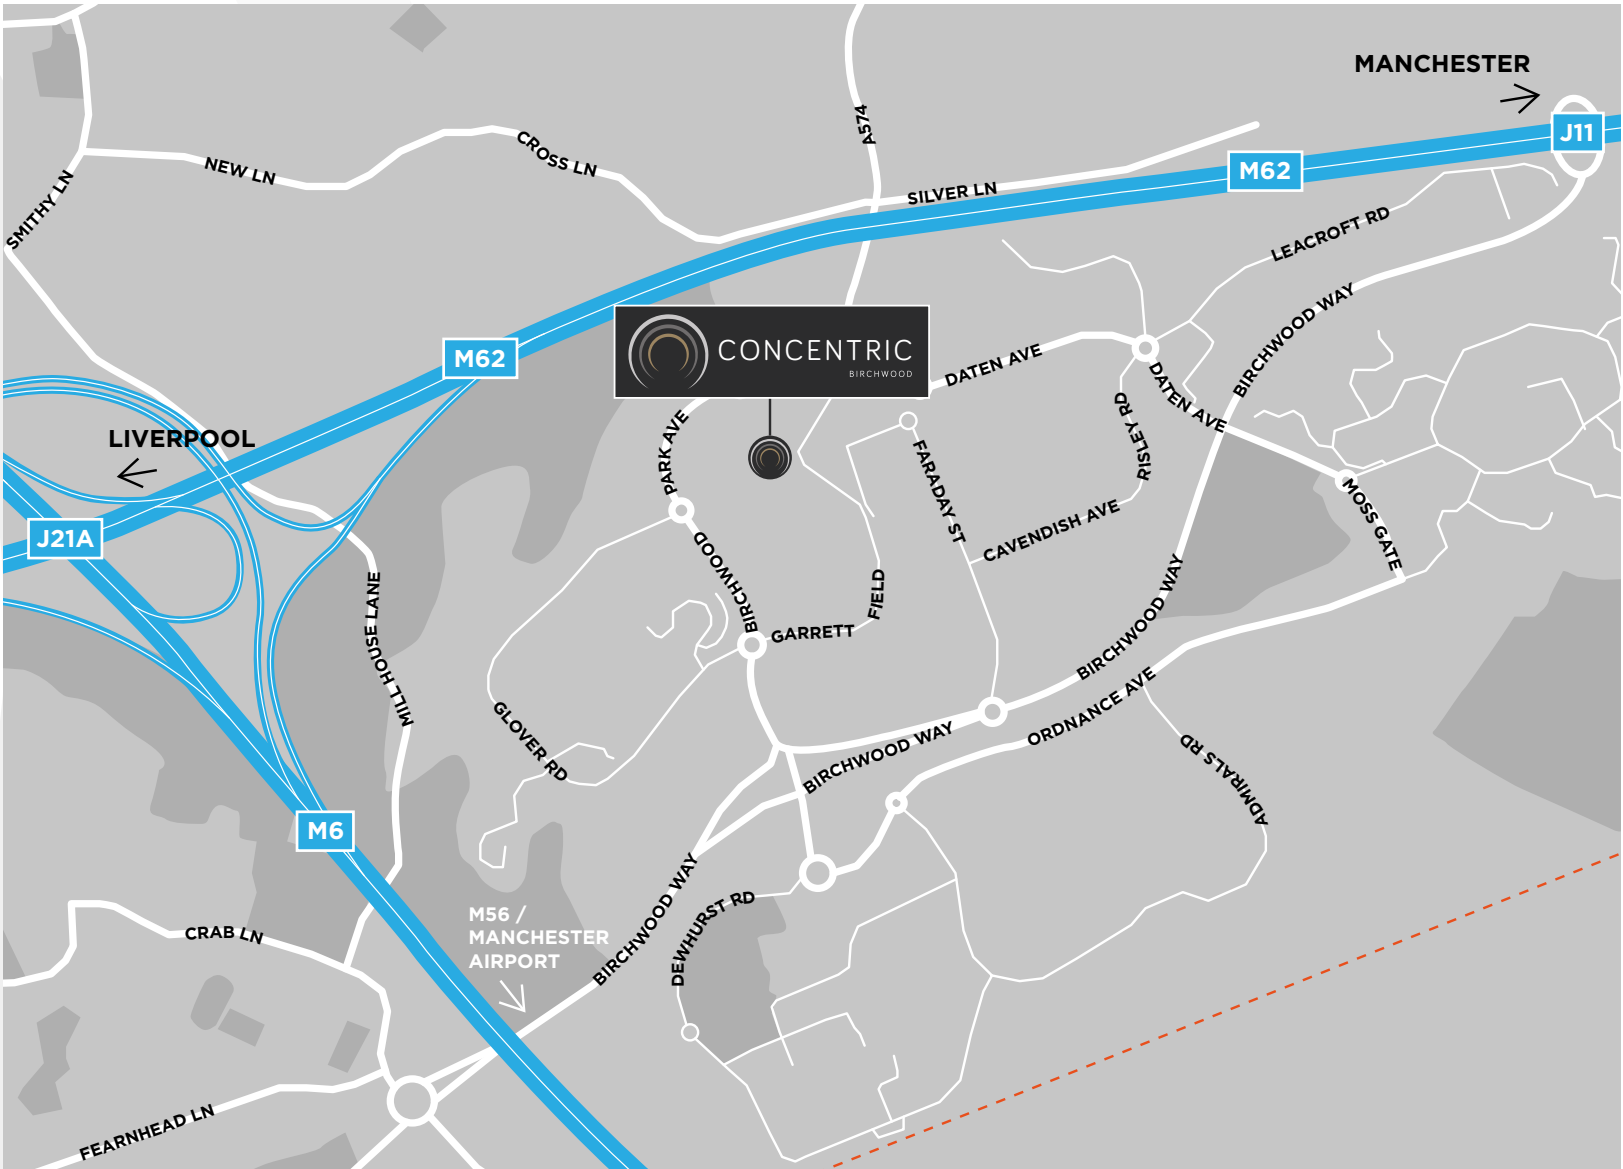 MANCHESTER
J11
A574
CROSS LN
NEW LN
SMITHY LN
SILVER LN
M62
LEACROFT RD
BIRCHWOOD WAY
M62
CONCENTRIC
BIRCHWOOD
DATEN AVE
DATEN AVE
RISLEY RD
PARK AVE
LIVERPOOL
FARADAY ST
MOSS GATE
J21A
CAVENDISH AVE
BIRCHWOOD
FIELD
GARRETT
BIRCHWOOD WAY
MILL HOUSE LANE
GLOVER RD
ORDNANCE AVE
BIRCHWOOD WAY
ADMIRALS RD
M6
BIRCHWOOD WAY
DEWHURST RD
M56 /
MANCHESTER
AIRPORT
CRAB LN
FEARNHEAD LN